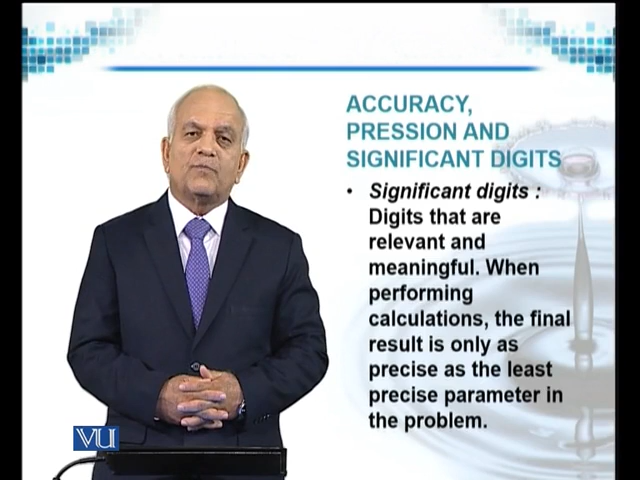 ACCURACY,
PRESSION AND
SIGNIFICANT DIGITS
• Significant digits :
Digits that are
relevant and
meaningful. When
performing
calculations, the final
result is only as
precise as the least
precise parameter in
the problem.
VU